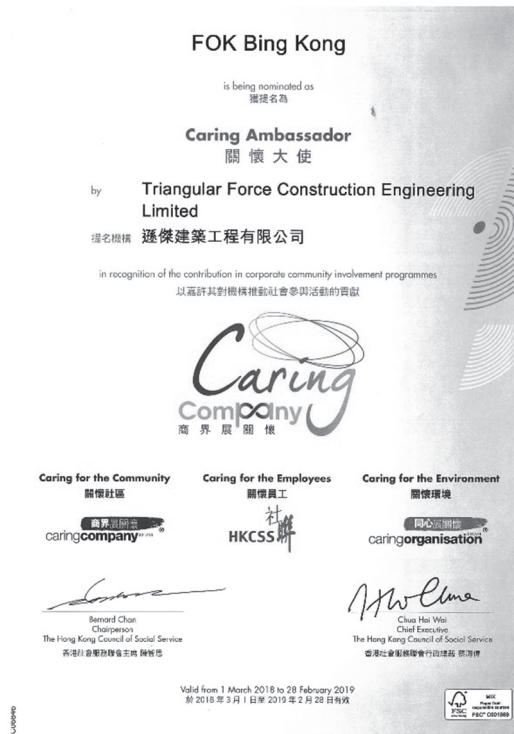 FOK Bing Kong
is being nominated as
獲提名為
Caring Ambassador
關懷大使
by Triangular Force Construction Engineering
Limited
提名機構 遜傑建築工程有限公司
in recognition of the contribution in corporate community involvement programmes
以嘉許其對機構推動社會參與活動的貢獻
Caring
Company
商界展關懷
Caring for the Community
關懷社區
Caring for the Employees
關懷員工
Caring for the Environment
關懷環境
商界展關懷
caringcompany
社聯
HKCSS
同心展關懷
caringorganisation
Bernard Chan
Chairperson
The Hong Kong Council of Social Service
香港社會服務聯會主席 陳智思
Chua Hoi Wai
Chief Executive
The Hong Kong Council of Social Service
香港社會服務聯會行政總裁 蔡海偉
Valid from 1 March 2018 to 28 February 2019
於 2018 年 3 月 1 日至 2019 年 2 月 28 日有效
FSC
MIX
Paper from
responsible sources